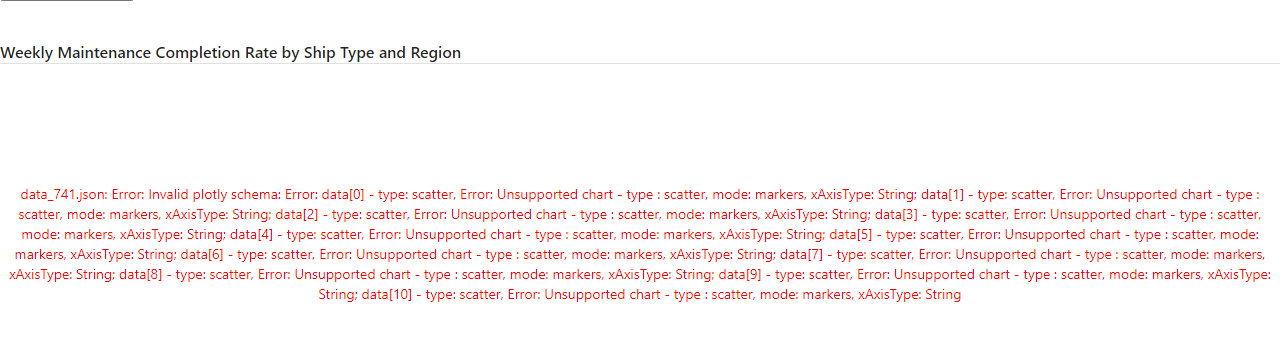 Weekly Maintenance Completion Rate by Ship Type and Region
data_741.json: Error: Invalid plotly schema: Error: data[0] - type: scatter, Error: Unsupported chart - type : scatter, mode: markers, xAxisType: String; data[1] - type: scatter, Error: Unsupported chart - type :
scatter, mode: markers, xAxisType: String; data[2] - type: scatter, Error: Unsupported chart - type : scatter, mode: markers, xAxisType: String; data[3] - type: scatter, Error: Unsupported chart - type : scatter,
mode: markers, xAxisType: String; data[4] - type: scatter, Error: Unsupported chart - type : scatter, mode: markers, xAxisType: String; data[5] - type: scatter, Error: Unsupported chart - type : scatter, mode:
markers, xAxisType: String; data[6] - type: scatter, Error: Unsupported chart - type : scatter, mode: markers, xAxisType: String; data[7] - type: scatter, Error: Unsupported chart - type : scatter, mode: markers,
xAxisType: String; data[8] - type: scatter, Error: Unsupported chart - type : scatter, mode: markers, xAxisType: String; data[9] - type: scatter, Error: Unsupported chart - type : scatter, mode: markers, xAxisType:
String; data[10] - type: scatter, Error: Unsupported chart - type : scatter, mode: markers, xAxisType: String